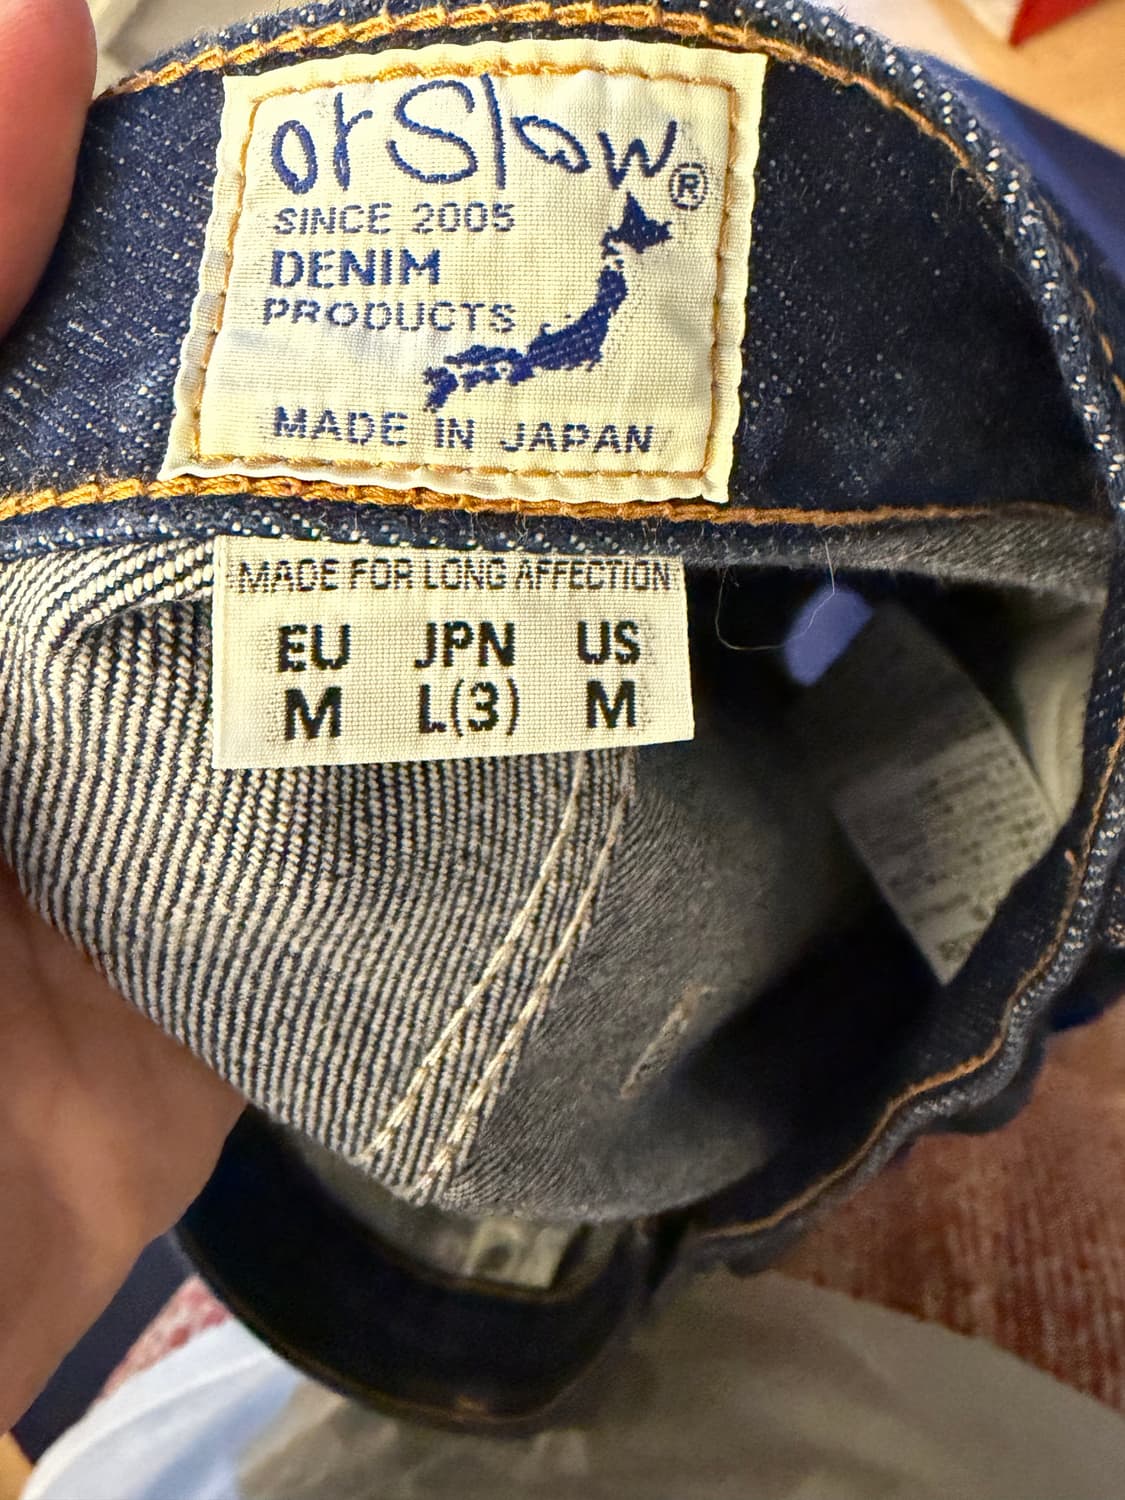 orSlow®
SINCE 2005
DENIM
PRODUCTS
MADE IN JAPAN
MADE FOR LONG AFFECTION
EU JPN US
M L(3) M